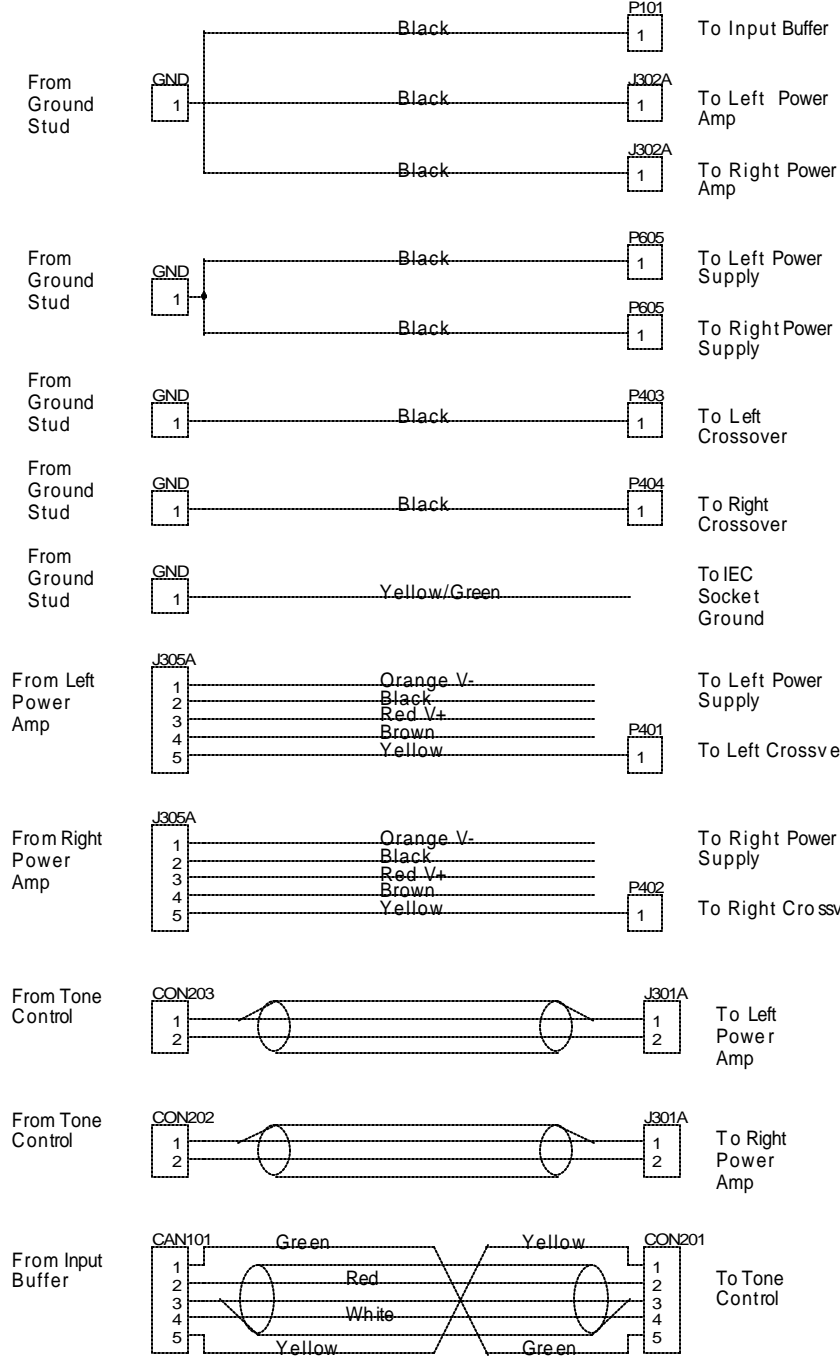 P101
Black
1
To Input Buffer
From
Ground
Stud
GND
1
Black
J302A
1
To Left Power
Amp
J302A
Black
1
To Right Power
Amp
From
Ground
Stud
GND
1
Black
P605
1
To Left Power
Supply
Black
P605
1
To Right Power
Supply
From
Ground
Stud
GND
1
Black
P403
1
To Left
Crossover
From
Ground
Stud
GND
1
Black
P404
1
To Right
Crossover
From
Ground
Stud
GND
1
Yellow/Green
To IEC
Socket
Ground
From Left
Power
Amp
J305A
1 Orange V-
2 Black
3 Red V+
4 Brown
5 Yellow
To Left Power
Supply
P401
1
To Left Crossve
From Right
Power
Amp
J305A
1 Orange V-
2 Black
3 Red V+
4 Brown
5 Yellow
To Right Power
Supply
P402
1
To Right Crossv
From Tone
Control
CON203
1
2
J301A
1
2
To Left
Power
Amp
From Tone
Control
CON202
1
2
J301A
1
2
To Right
Power
Amp
From Input
Buffer
CAN101
1
2
3
4
5
Green
Red
White
Yellow
Yellow
Green
CON201
1
2
3
4
5
To Tone
Control